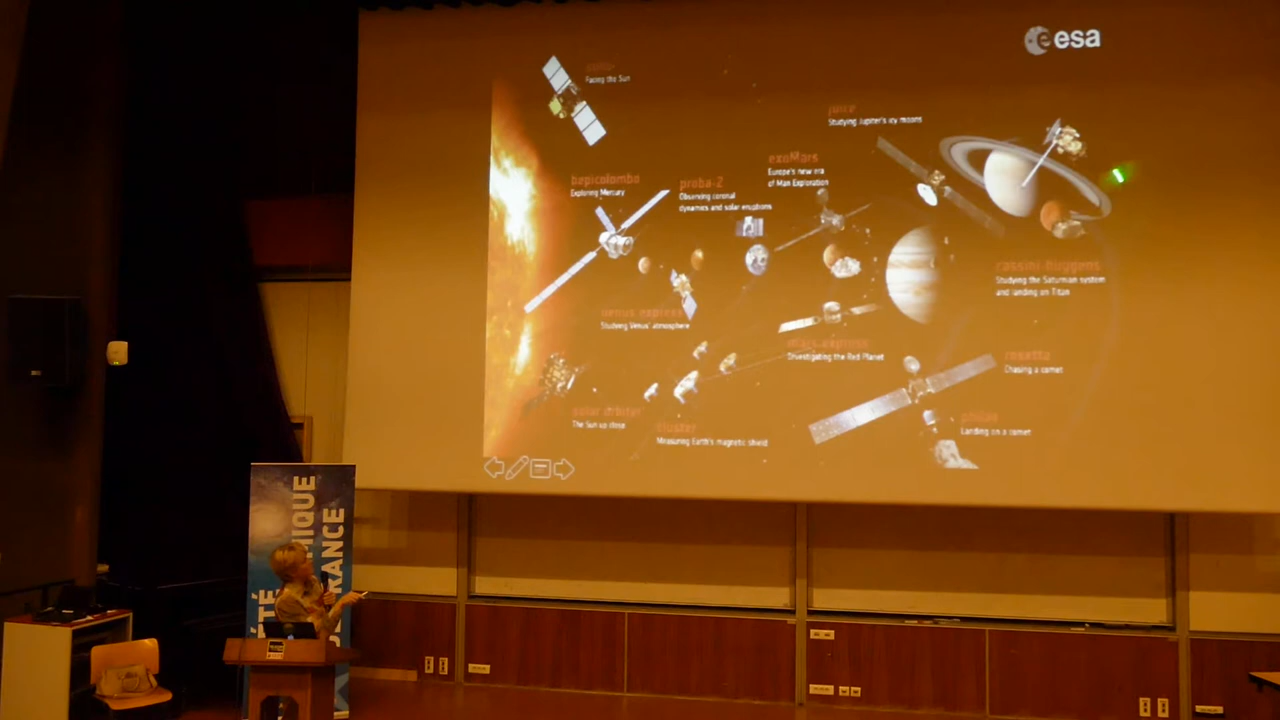 esa
Facing the Sun
juice
Studying Jupiter's icy moons
exoMars
Europe's new era
of Mars Exploration
bepicolombo
Exploring Mercury
proba-2
Observing coronal
dynamics and solar eruptions
cassini-huygens
Studying the Saturnian system
and landing on Titan
venus express
Studying Venus' atmosphere
mars express
Investigating the Red Planet
rosetta
Chasing a comet
solar orbiter
The Sun up close
cluster
Measuring Earth's magnetic shield
philae
Landing on a comet
MIQUE
RANCE